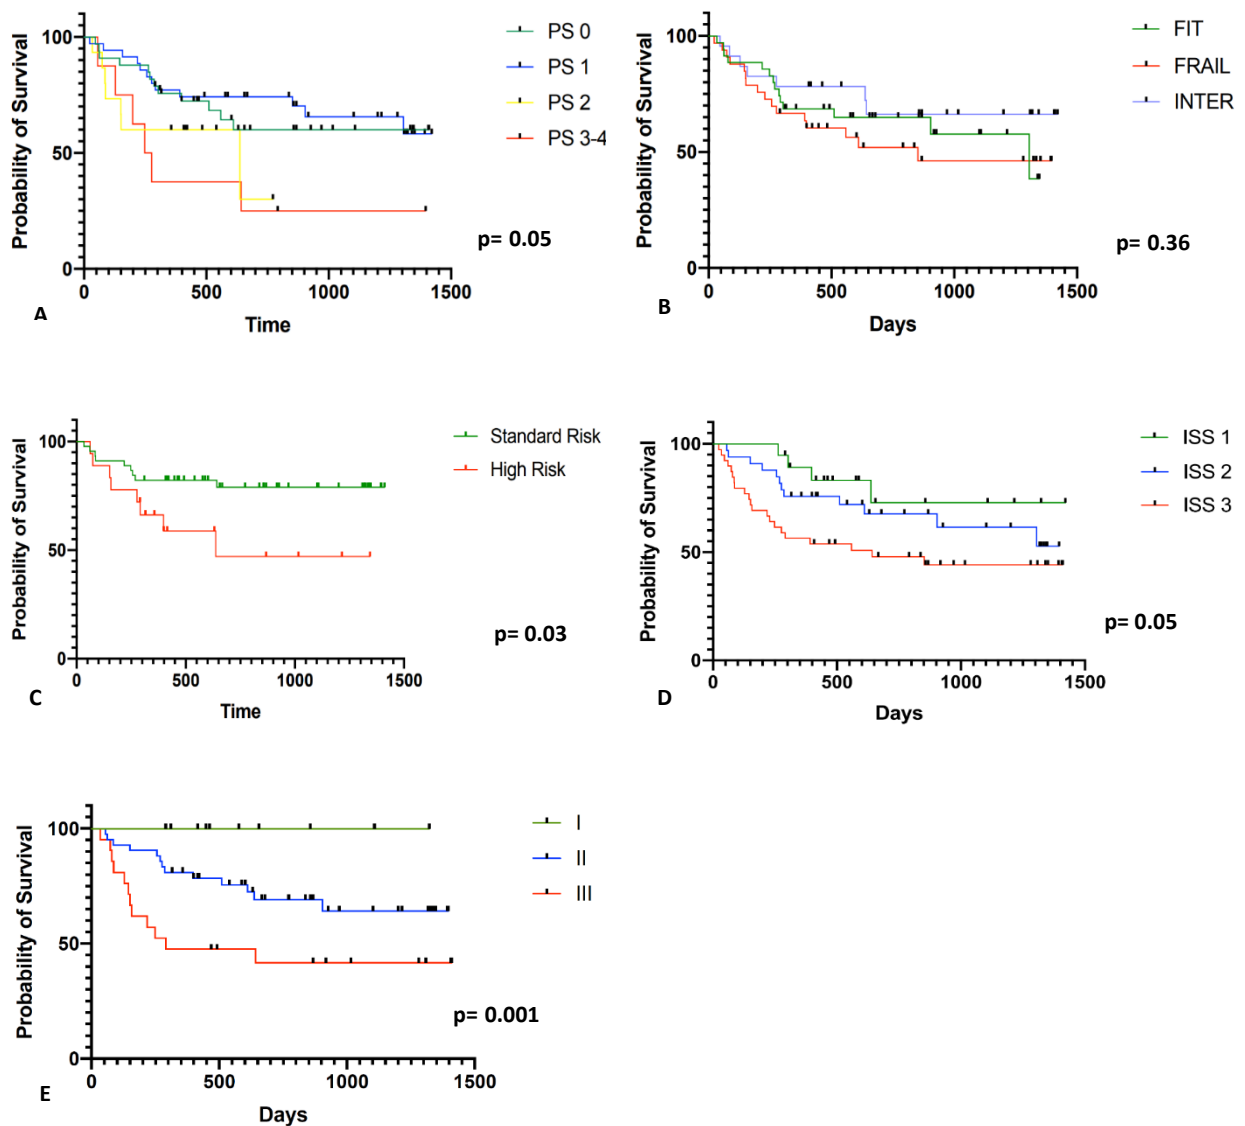 Probability of Survival
100
50
0
0 500 1000 1500
Time
PS 0
PS 1
PS 2
PS 3-4
p= 0.05
A
Probability of Survival
100
50
0
0 500 1000 1500
Days
FIT
FRAIL
INTER
p= 0.36
B
Probability of Survival
100
50
0
0 500 1000 1500
Time
Standard Risk
High Risk
p= 0.03
C
Probability of Survival
100
50
0
0 500 1000 1500
Days
ISS 1
ISS 2
ISS 3
p= 0.05
D
Probability of Survival
100
50
0
0 500 1000 1500
Days
I
II
III
p= 0.001
E